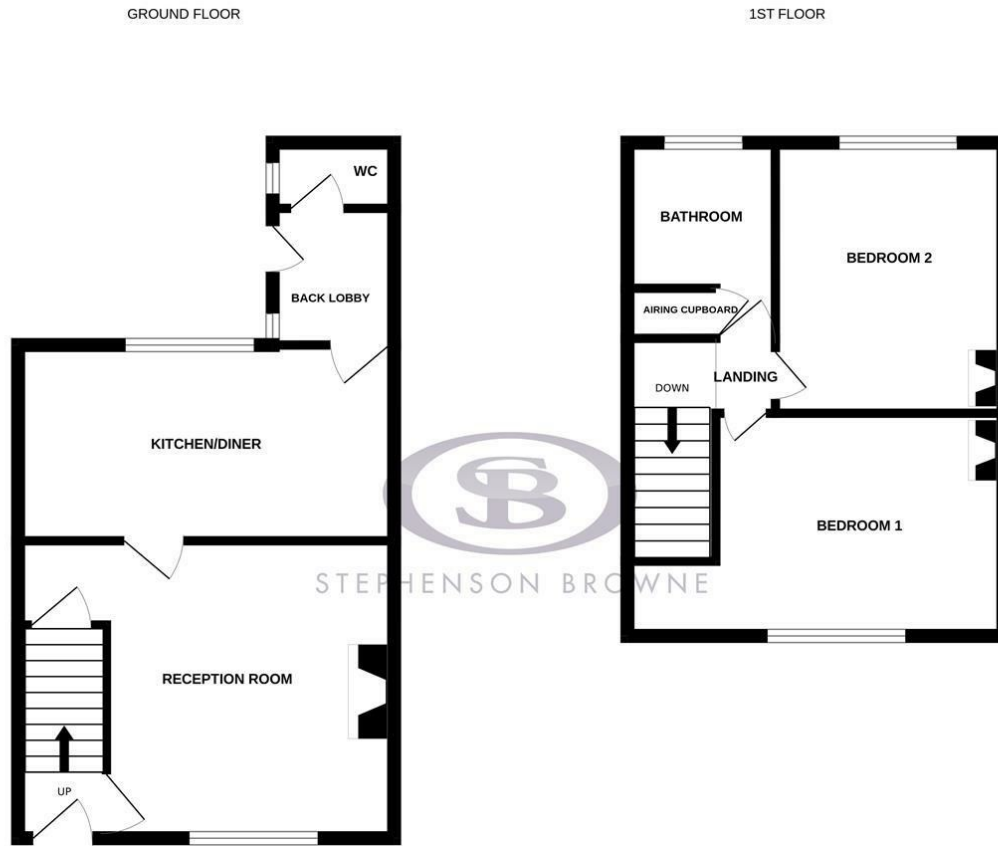 GROUND FLOOR
WC
BACK LOBBY
KITCHEN/DINER
RECEPTION ROOM
UP
1ST FLOOR
BATHROOM
BEDROOM 2
AIRING CUPBOARD
LANDING
DOWN
BEDROOM 1
SB
STEPHENSON BROWNE